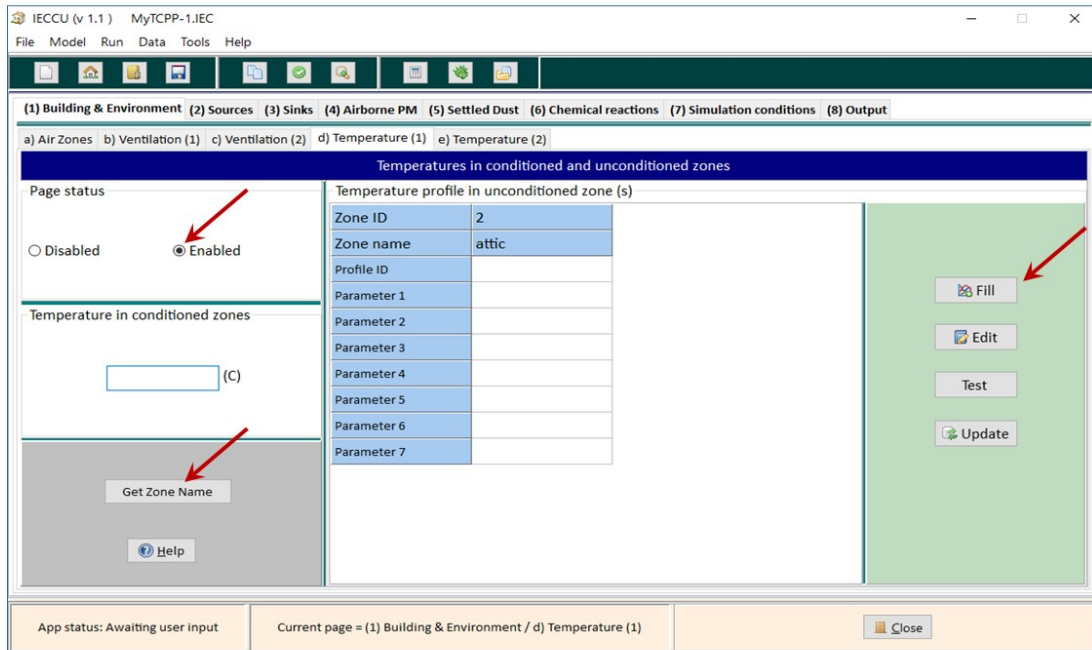 IECCU (v 1.1 ) MyTCPP-1.IEC
File Model Run Data Tools Help
(1) Building & Environment (2) Sources (3) Sinks (4) Airborne PM (5) Settled Dust (6) Chemical reactions (7) Simulation conditions (8) Output
a) Air Zones b) Ventilation (1) c) Ventilation (2) d) Temperature (1) e) Temperature (2)
Temperatures in conditioned and unconditioned zones
Page status
Disabled Enabled
Temperature in conditioned zones
(C)
Get Zone Name
Help
Temperature profile in unconditioned zone (s)
Zone ID 2
Zone name attic
Profile ID
Parameter 1
Parameter 2
Parameter 3
Parameter 4
Parameter 5
Parameter 6
Parameter 7
Fill
Edit
Test
Update
App status: Awaiting user input
Current page = (1) Building & Environment / d) Temperature (1)
Close